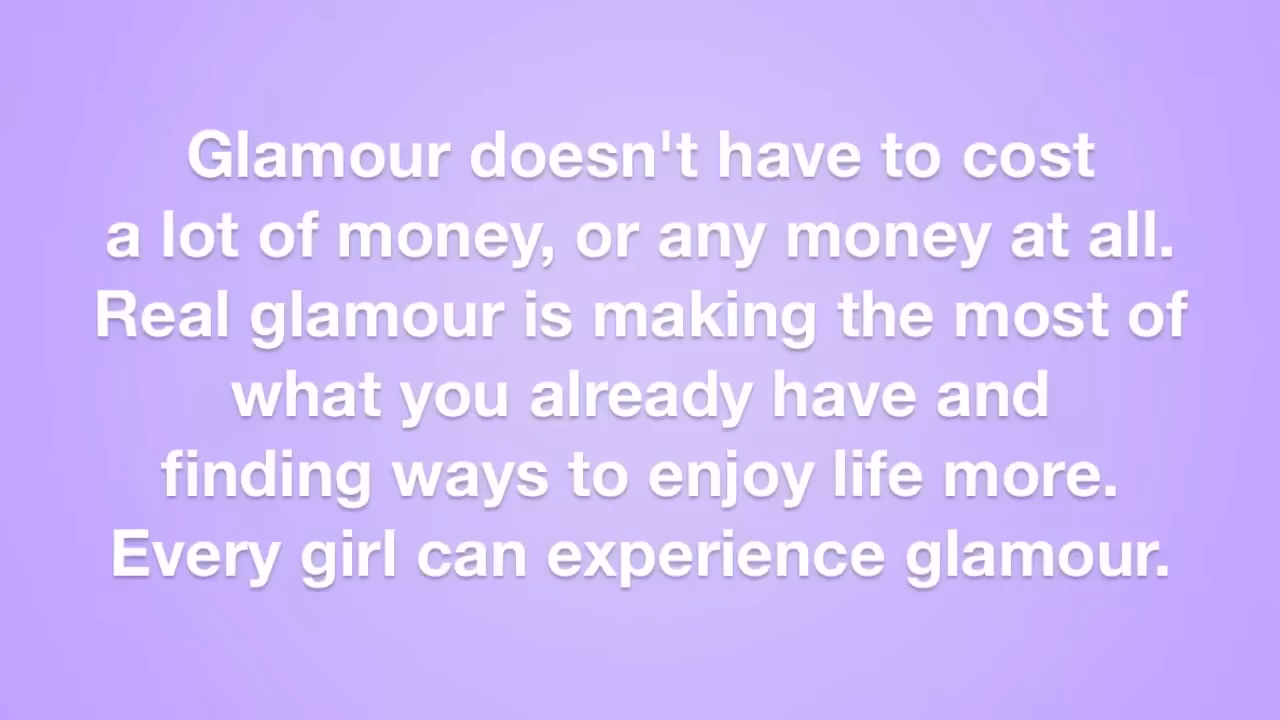 Glamour doesn't have to cost
a lot of money, or any money at all.
Real glamour is making the most of
what you already have and
finding ways to enjoy life more.
Every girl can experience glamour.